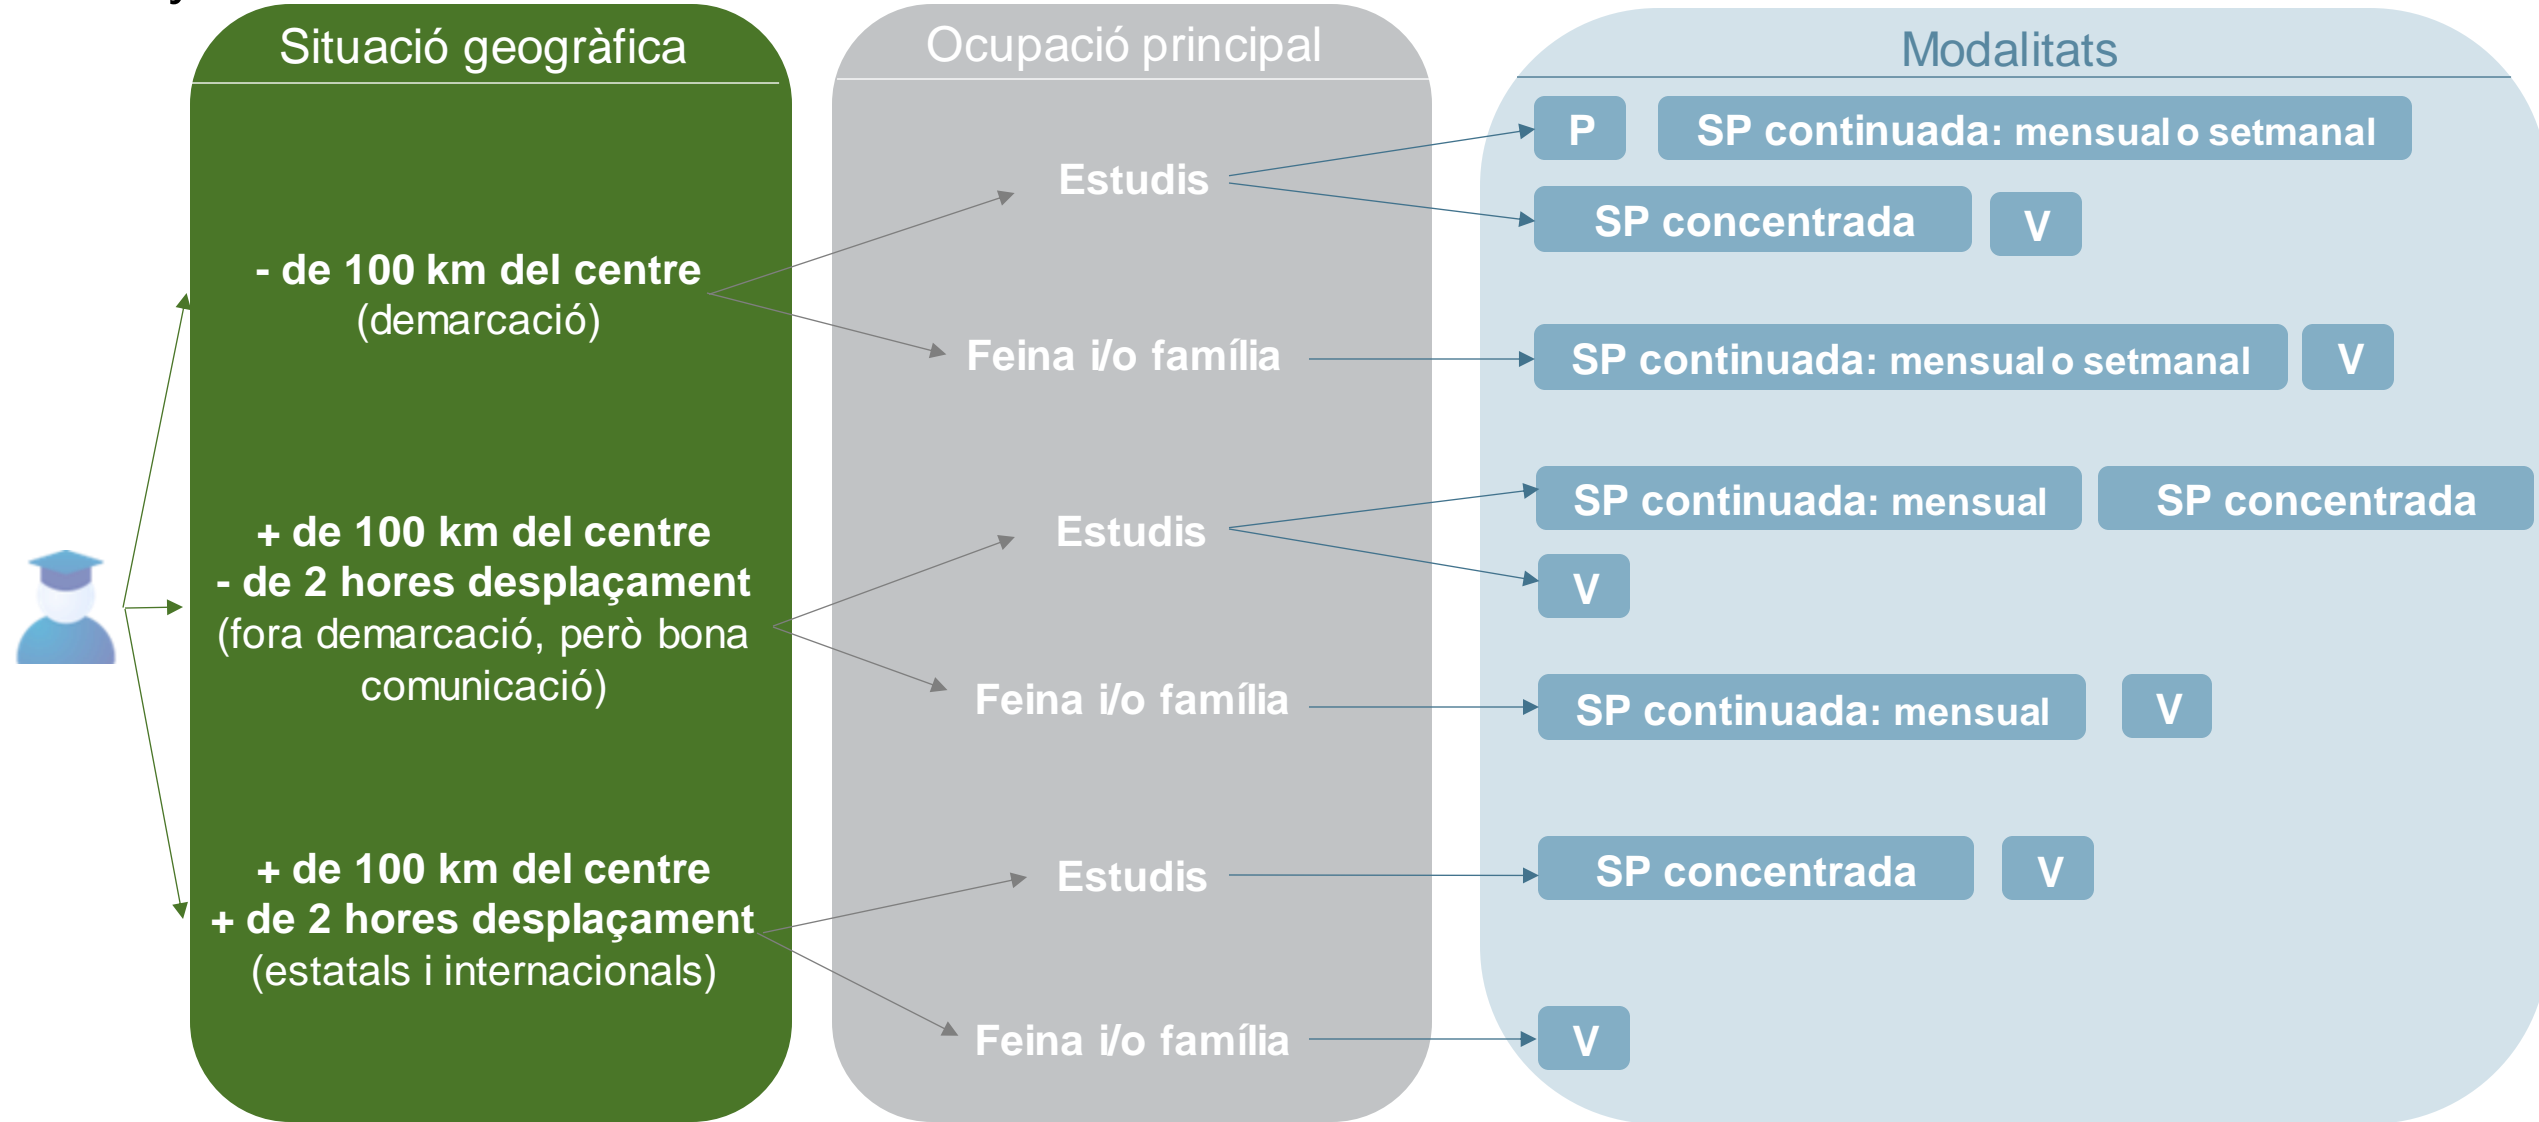 Situació geogràfica
Ocupació principal
Modalitats
- de 100 km del centre
(demarcació)
Estudis
P
SP continuada: mensual o setmanal
SP concentrada
V
Feina i/o família
SP continuada: mensual o setmanal
V
+ de 100 km del centre
- de 2 hores desplaçament
(fora demarcació, però bona
comunicació)
Estudis
SP continuada: mensual
SP concentrada
V
Feina i/o família
SP continuada: mensual
V
+ de 100 km del centre
+ de 2 hores desplaçament
(estatals i internacionals)
Estudis
SP concentrada
V
Feina i/o família
V